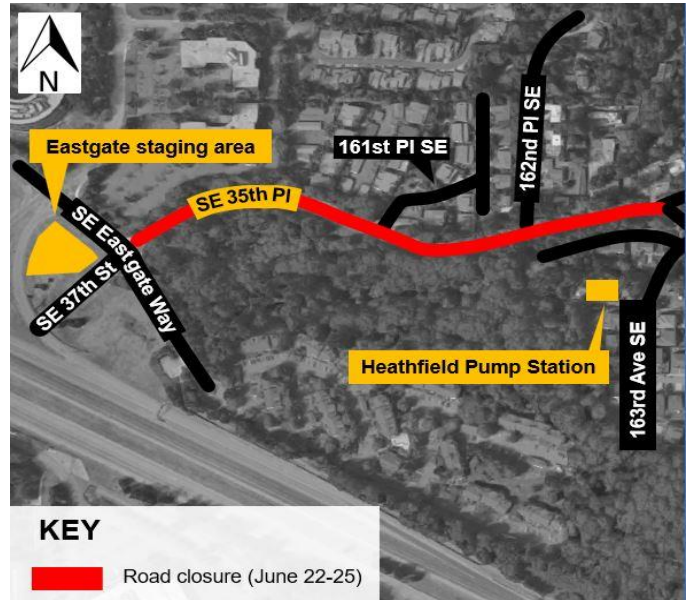 N
Eastgate staging area
161st Pl SE
162nd Pl SE
SE 35th Pl
SE Eastgate Way
SE 37th St
Heathfield Pump Station
163rd Ave SE
KEY
Road closure (June 22-25)